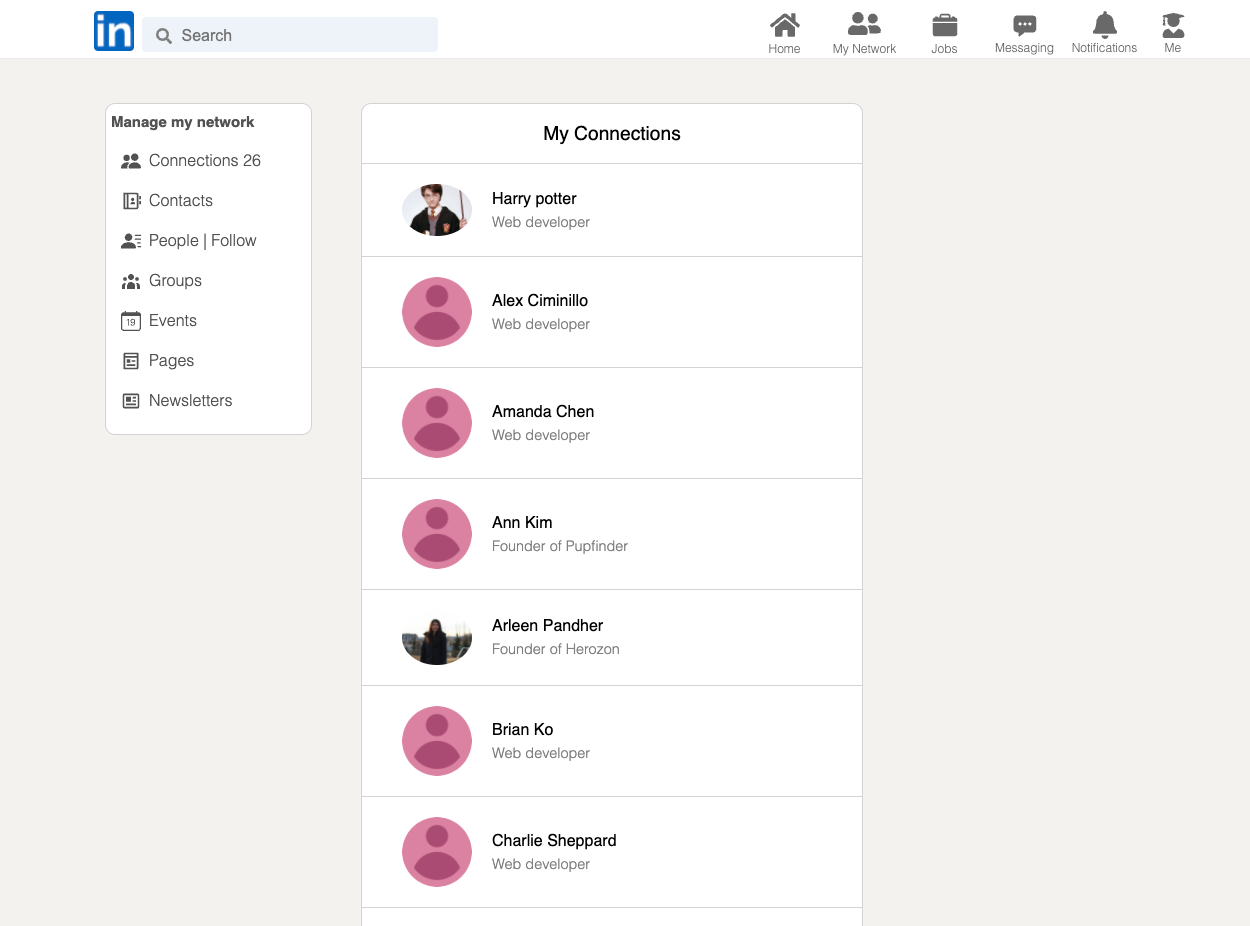 in
Search
Home
My Network
Jobs
Messaging
Notifications
Me
Manage my network
Connections 26
Contacts
People | Follow
Groups
19
Events
Pages
Newsletters
My Connections
Harry potter
Web developer
Alex Ciminillo
Web developer
Amanda Chen
Web developer
Ann Kim
Founder of Pupfinder
Arleen Pandher
Founder of Herozon
Brian Ko
Web developer
Charlie Sheppard
Web developer